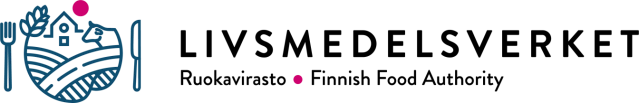 LIVSMEDELSVERKET
Ruokavirasto • Finnish Food Authority